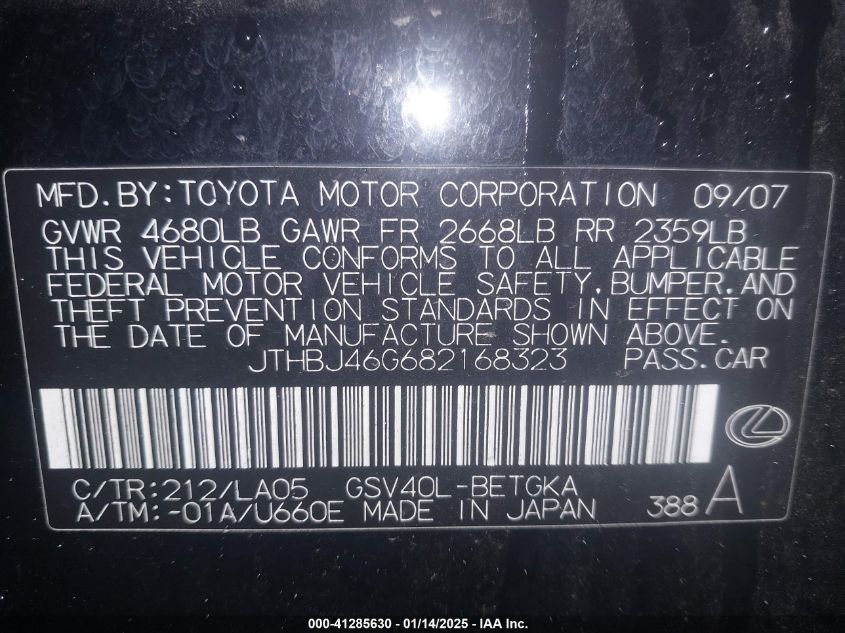 MFD.BY:TOYOTA MOTOR CORPORATION 09/07
GVWR 4680LB GAWR FR 2668LB RR 2359LB
THIS VEHICLE CONFORMS TO ALL APPLICABLE
FEDERAL MOTOR VEHICLE SAFETY,BUMPER,AND
THEFT PREVENTION STANDARDS IN EFFECT ON
THE DATE OF MANUFACTURE SHOWN ABOVE.
JTHBJ46G682168323 PASS.CAR
C/TR:212/LA05 GSV40L-BETGKA
A/TM:-01A/U660E MADE IN JAPAN 388 A
000-41285630 - 01/14/2025 - IAA Inc.